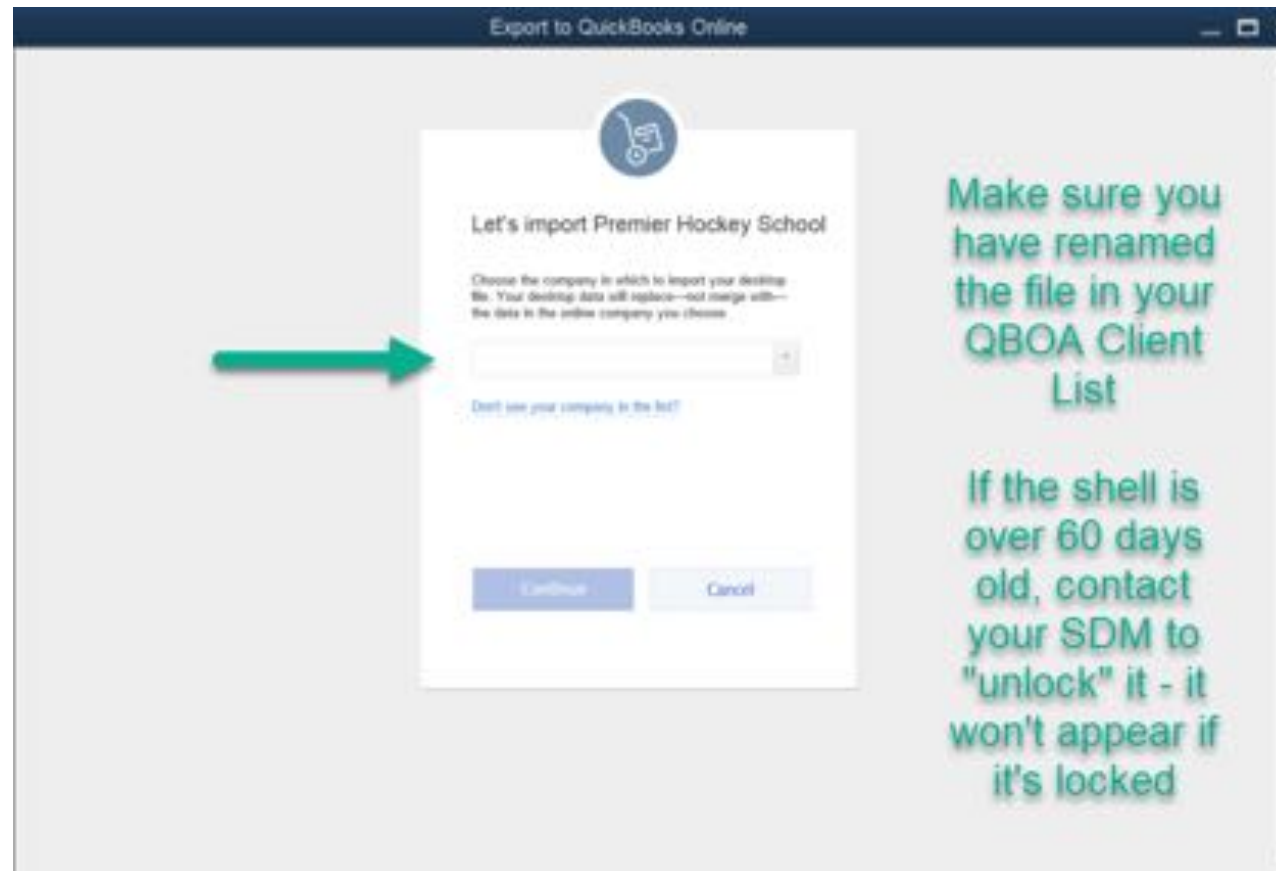 Export to QuickBooks Online
Let's import Premier Hockey School
Choose the company in which to import your desktop
file. Your desktop data will replace—not merge with—
the data in the online company you choose.
Don't see your company in the list?
Continue
Cancel
Make sure you
have renamed
the file in your
QBOA Client
List
If the shell is
over 60 days
old, contact
your SDM to
"unlock" it - it
won't appear if
it's locked